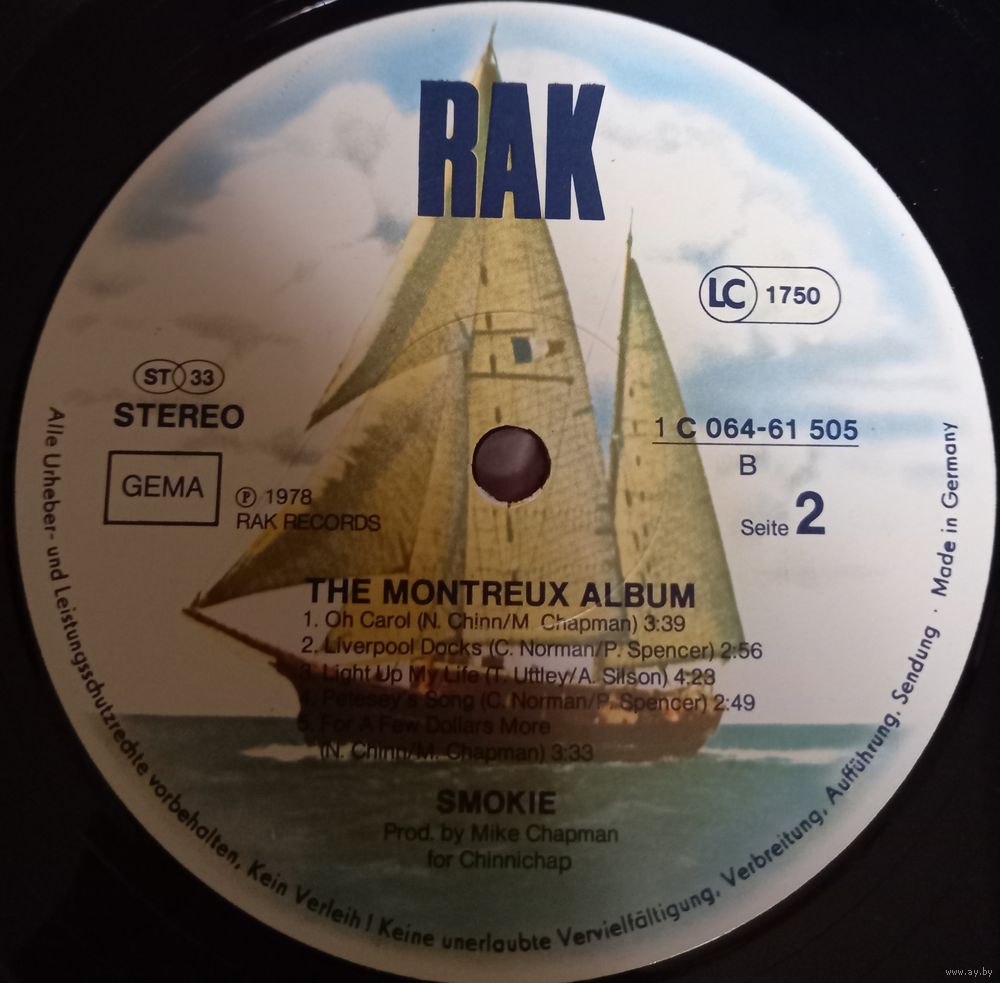 RAK
LC 1750
ST 33
STEREO
GEMA
℗ 1978
RAK RECORDS
1 C 064-61 505
B
Seite 2
THE MONTREUX ALBUM
1. Oh Carol (N. Chinn/M. Chapman) 3:39
2. Liverpool Docks (C. Norman/P. Spencer) 2:56
3. Light Up My Life (T. Uttley/A. Silson) 4:23
4. Petesey's Song (C. Norman/P. Spencer) 2:49
5. For A Few Dollars More
(N. Chinn/M. Chapman) 3:33
SMOKIE
Prod. by Mike Chapman
for Chinnichap
Alle Urheber- und Leistungsschutzrechte vorbehalten, Kein Verleih! Keine unerlaubte Vervielfältigung, Verbreitung, Aufführung, Sendung · Made in Germany
www.ay.by